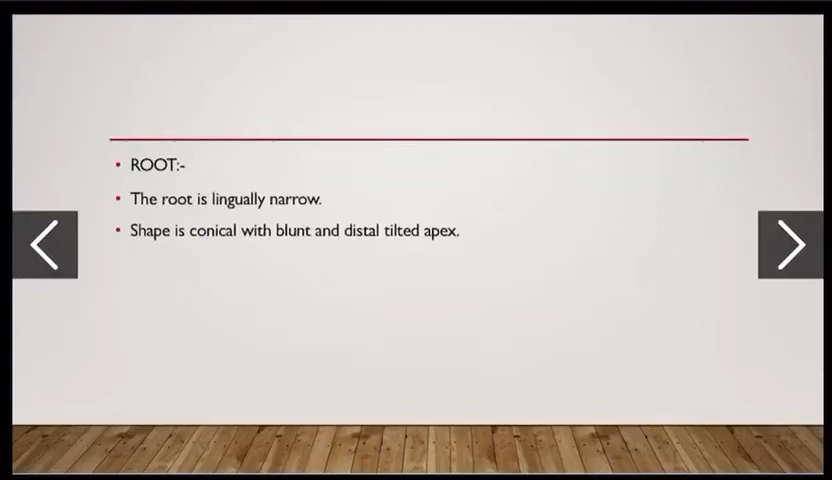 ROOT:-
The root is lingually narrow.
Shape is conical with blunt and distal tilted apex.